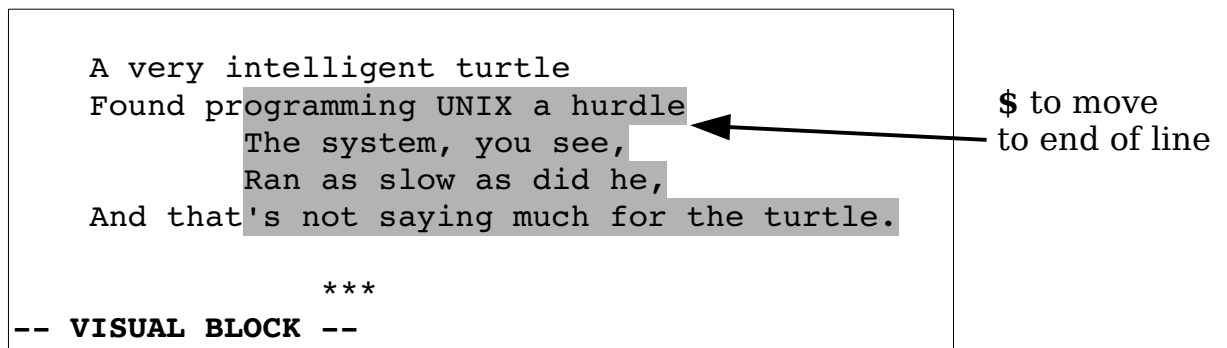 A very intelligent turtle
Found programming UNIX a hurdle
The system, you see,
Ran as slow as did he,
And that's not saying much for the turtle.
***
-- VISUAL BLOCK --
$ to move
to end of line